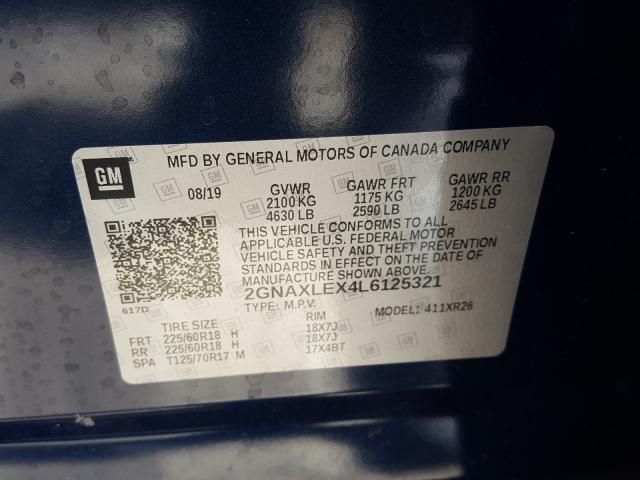 GM MFD BY GENERAL MOTORS OF CANADA COMPANY
08/19 GVWR GAWR FRT GAWR RR
2100 KG 1175 KG 1200 KG
4630 LB 2590 LB 2645 LB
THIS VEHICLE CONFORMS TO ALL
APPLICABLE U.S. FEDERAL MOTOR
VEHICLE SAFETY AND THEFT PREVENTION
STANDARDS IN EFFECT ON THE DATE OF
MANUFACTURE SHOWN ABOVE.
617D 2GNAXLEX4L6125321
TYPE: M.P.V. MODEL: 411XR26
TIRE SIZE RIM
FRT 225/60R18 H 18X7J
RR 225/60R18 H 18X7J
SPA T125/70R17 M 17X4BT